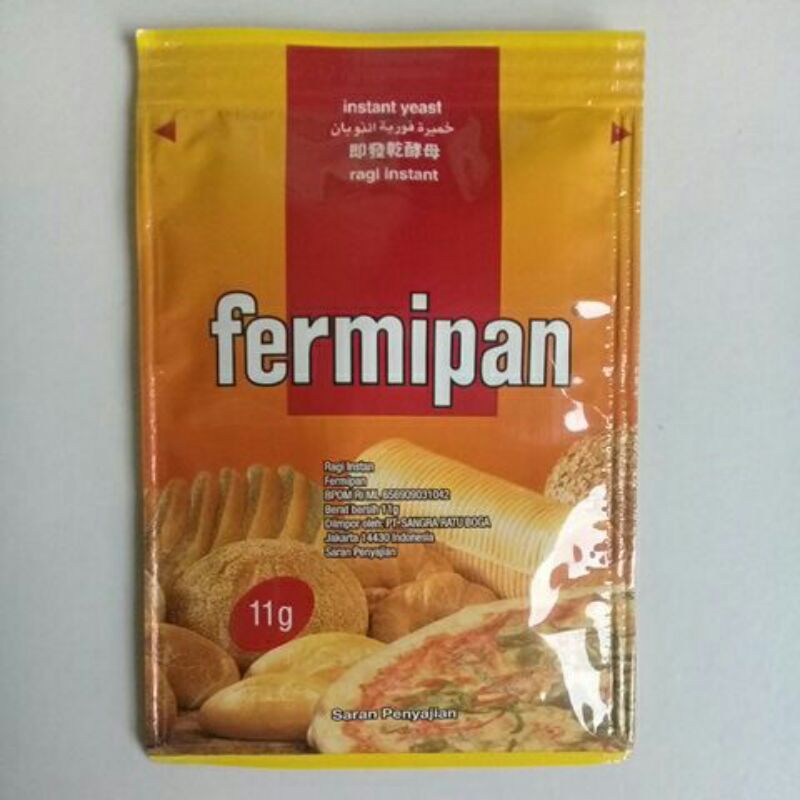 instant yeast
خميرة فورية الذوبان
即發乾酵母
ragi instant
fermipan
Ragi Instan
Fermipan
BPOM RI ML 656909031042
Berat bersih 11g
Diimpor oleh: PT. SANGRA RATU BOGA
Jakarta 14430 Indonesia
Saran Penyajian
11g
Saran Penyajian